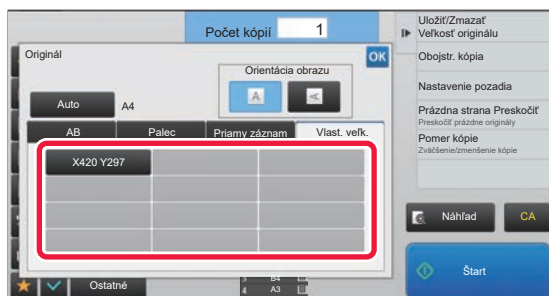 Počet kópií 1
Originál
OK
Orientácia obrazu
A
A
Auto
A4
AB
Palec
Priamy záznam
Vlast. veľk.
X420 Y297
Ostatné
3 B4
4 A3
Uložiť/Zmazať
Veľkosť originálu
Obojstr. kópia
Nastavenie pozadia
Prázdna strana Preskočiť
Preskočiť prázdne originály
Pomer kópie
Zväčšenie/zmenšenie kópie
Náhľad
CA
Štart